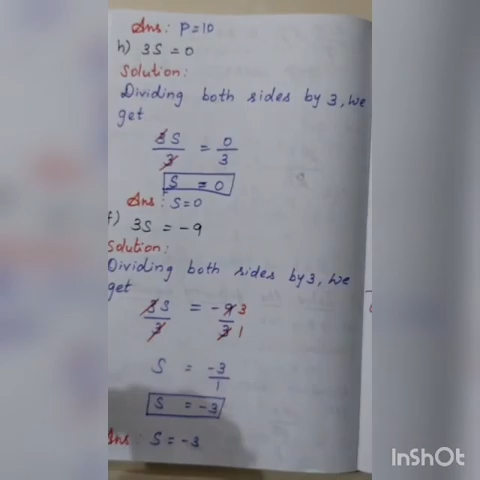 Ans: P=10
h) 3S = 0
Solution:
Dividing both sides by 3, we
get
3S/3 = 0/3
S = 0
Ans: S=0
f) 3S = -9
Solution:
Dividing both sides by 3, we
get
3S/3 = -9/3 3/1
S = -3/1
S = -3
Ans: S = -3
InShOt